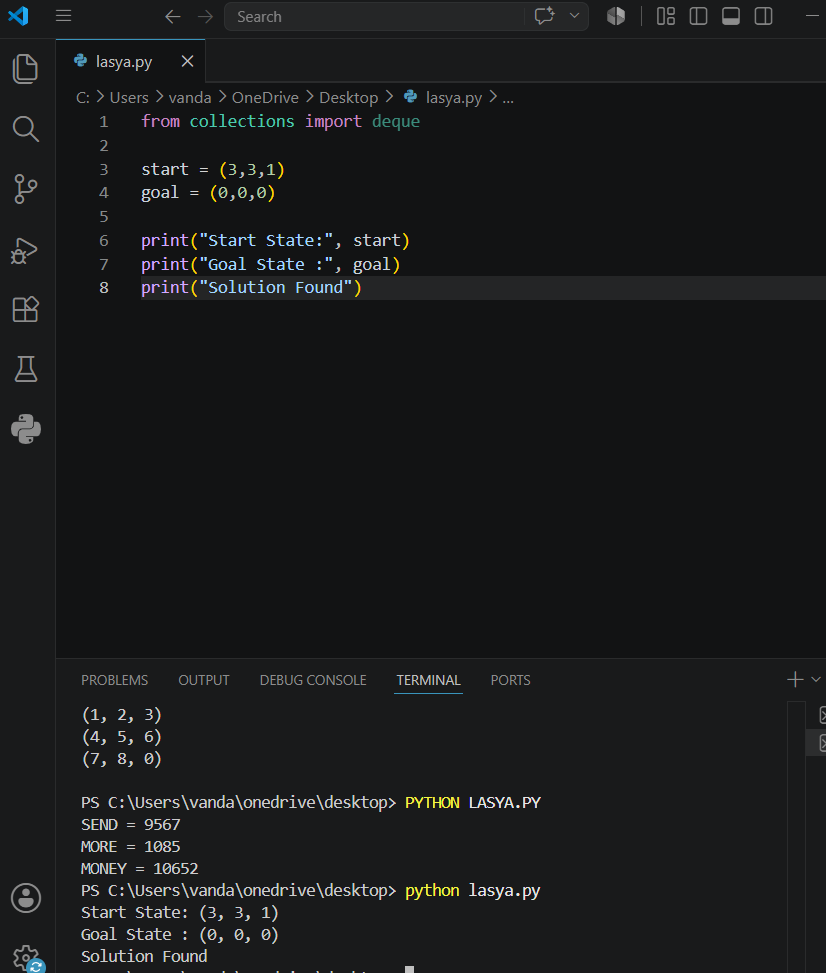 Search
lasya.py
C: > Users > vanda > OneDrive > Desktop > lasya.py > ...
1 from collections import deque
2
3 start = (3,3,1)
4 goal = (0,0,0)
5
6 print("Start State:", start)
7 print("Goal State :", goal)
8 print("Solution Found")
PROBLEMS OUTPUT DEBUG CONSOLE TERMINAL PORTS
(1, 2, 3)
(4, 5, 6)
(7, 8, 0)
PS C:\Users\vanda\onedrive\desktop> PYTHON LASYA.PY
SEND = 9567
MORE = 1085
MONEY = 10652
PS C:\Users\vanda\onedrive\desktop> python lasya.py
Start State: (3, 3, 1)
Goal State : (0, 0, 0)
Solution Found